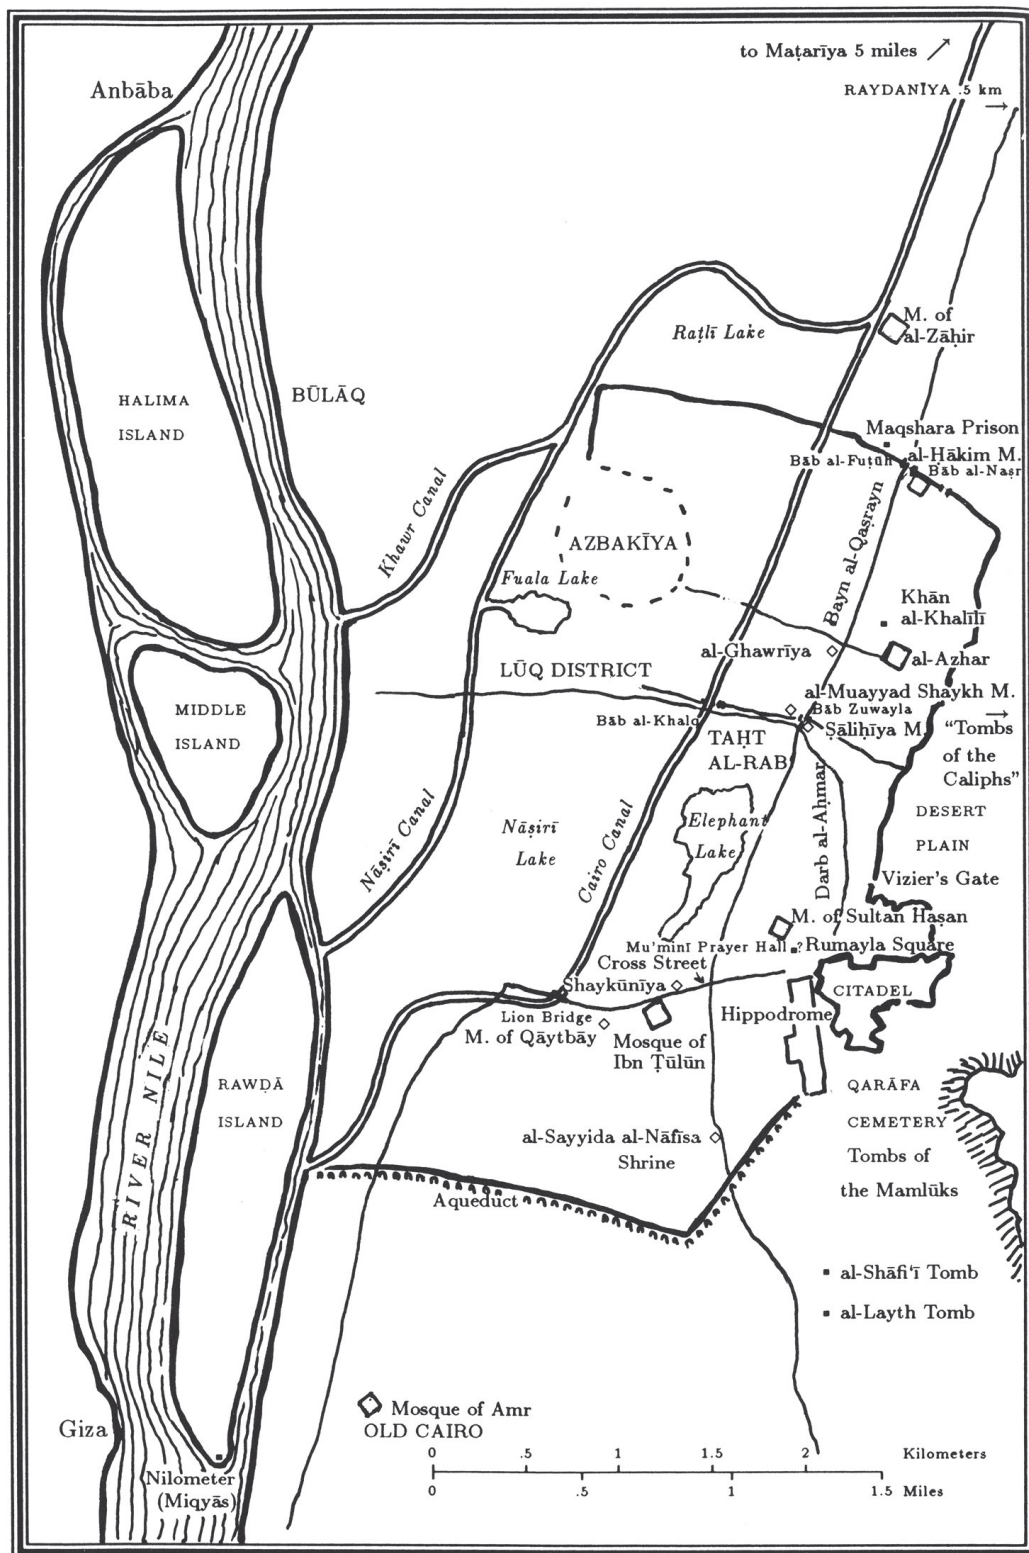 to Maṭarīya 5 miles
RAYDANĪYA .5 km
Anbāba
M. of
al-Ẓāḥir
Raṭlī Lake
BŪLĀQ
HALIMA
ISLAND
Maqshara Prison
al-Hākim M.
Bāb al-Futūḥ
Bāb al-Naṣr
Khawr Canal
AZBAKĪYA
Bayn al-Qaṣrayn
Fuala Lake
Khān
al-Khalīlī
al-Ghawrīya
al-Azhar
LŪQ DISTRICT
al-Muayyad Shaykh M.
Bāb Zuwayla
MIDDLE
ISLAND
Bāb al-Khalq
Ṣāliḥīya M.
"Tombs
of the
Caliphs"
TAḤT
AL-RAB
Darb al-Aḥmar
DESERT
PLAIN
Nāṣirī Canal
Nāṣirī
Lake
Cairo Canal
Elephant
Lake
Vizier's Gate
M. of Sultan Ḥaṣan
Mu'minī Prayer Hall ?
Rumayla Square
Cross Street
Shaykūnīya
CITADEL
Lion Bridge
M. of Qāytbāy
Hippodrome
Mosque of
Ibn Ṭūlūn
RIVER NILE
RAWḌĀ
ISLAND
QARĀFA
CEMETERY
Tombs of
the Mamlūks
al-Sayyida al-Nāfīsa
Shrine
Aqueduct
al-Shāfi'ī Tomb
al-Layth Tomb
Mosque of Amr
OLD CAIRO
Giza
Nilometer
(Miqyās)
0 .5 1 1.5 2 Kilometers
0 .5 1 1.5 Miles